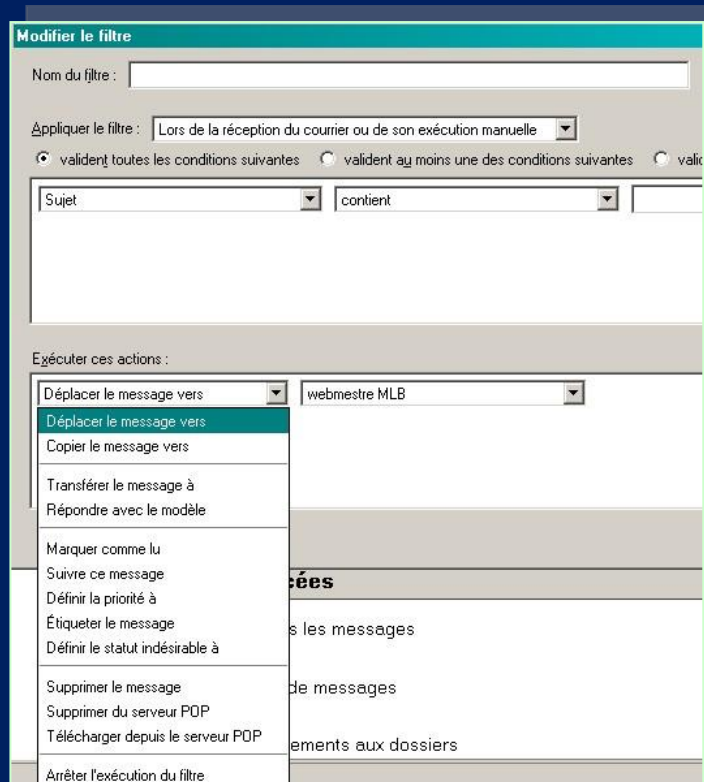 Modifier le filtre
Nom du filtre :
Appliquer le filtre : Lors de la réception du courrier ou de son exécution manuelle
valident toutes les conditions suivantes valident au moins une des conditions suivantes
Sujet contient
Exécuter ces actions :
Déplacer le message vers webmestre MLB
Déplacer le message vers
Copier le message vers
Transférer le message à
Répondre avec le modèle
Marquer comme lu
Suivre ce message
Définir la priorité à
Étiqueter le message
s les messages
Définir le statut indésirable à
Supprimer le message
de messages
Supprimer du serveur POP
Télécharger depuis le serveur POP
ements aux dossiers
Arrêter l'exécution du filtre